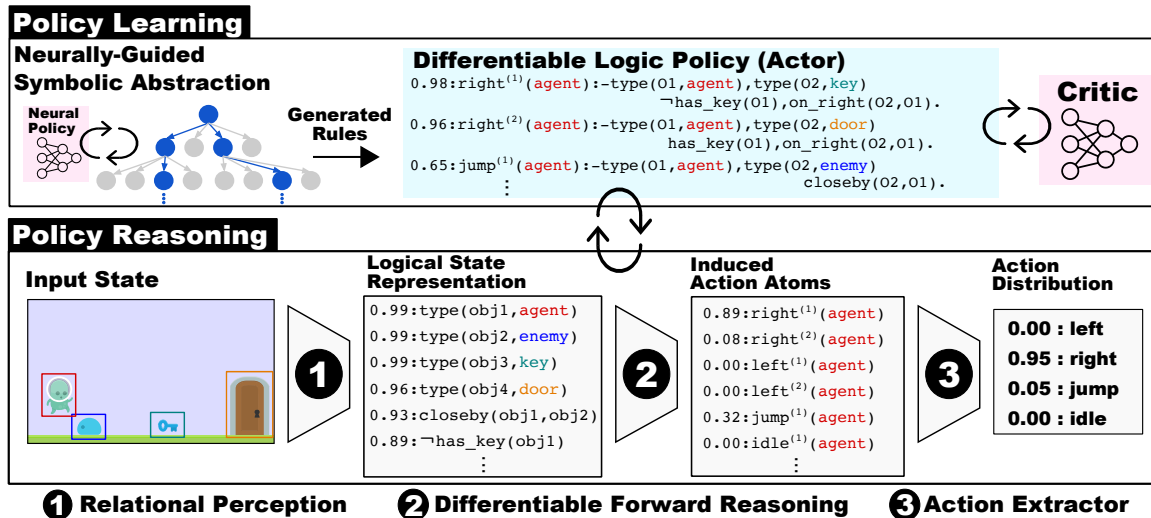 Policy Learning
Neurally-Guided
Symbolic Abstraction
Neural
Policy
Generated
Rules
Differentiable Logic Policy (Actor)
0.98:right⁽¹⁾(agent):-type(O1,agent),type(O2,key)
¬has_key(O1),on_right(O2,O1).
0.96:right⁽²⁾(agent):-type(O1,agent),type(O2,door)
has_key(O1),on_right(O2,O1).
0.65:jump⁽¹⁾(agent):-type(O1,agent),type(O2,enemy)
closeby(O2,O1).
⋮
Critic
Policy Reasoning
Input State
1
Logical State
Representation
0.99:type(obj1,agent)
0.99:type(obj2,enemy)
0.99:type(obj3,key)
0.96:type(obj4,door)
0.93:closeby(obj1,obj2)
0.89:¬has_key(obj1)
⋮
2
Induced
Action Atoms
0.89:right⁽¹⁾(agent)
0.08:right⁽²⁾(agent)
0.00:left⁽¹⁾(agent)
0.00:left⁽²⁾(agent)
0.32:jump⁽¹⁾(agent)
0.00:idle⁽¹⁾(agent)
⋮
3
Action
Distribution
0.00 : left
0.95 : right
0.05 : jump
0.00 : idle
1 Relational Perception
2 Differentiable Forward Reasoning
3 Action Extractor